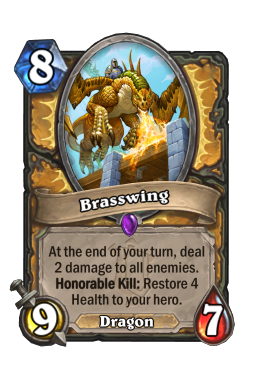 8
Brasswing
At the end of your turn, deal
2 damage to all enemies.
Honorable Kill: Restore 4
Health to your hero.
9
Dragon
7